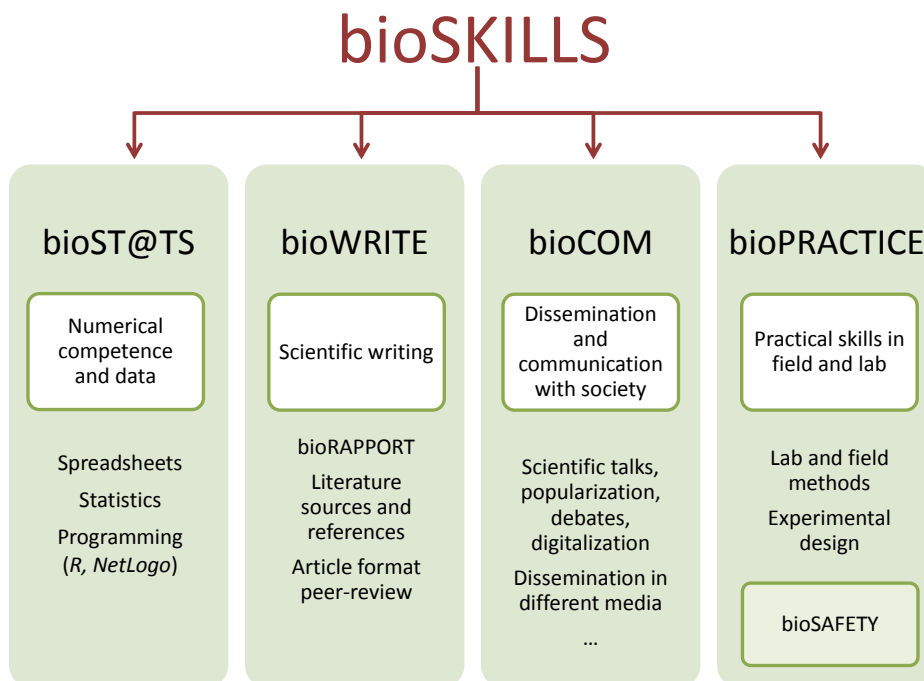 bioSKILLS
bioST@TS
Numerical
competence
and data
Spreadsheets
Statistics
Programming
(R, NetLogo)
bioWRITE
Scientific writing
bioRAPPORT
Literature
sources and
references
Article format
peer-review
bioCOM
Dissemination
and
communication
with society
Scientific talks,
popularization,
debates,
digitalization
Dissemination in
different media
...
bioPRACTICE
Practical skills in
field and lab
Lab and field
methods
Experimental
design
bioSAFETY